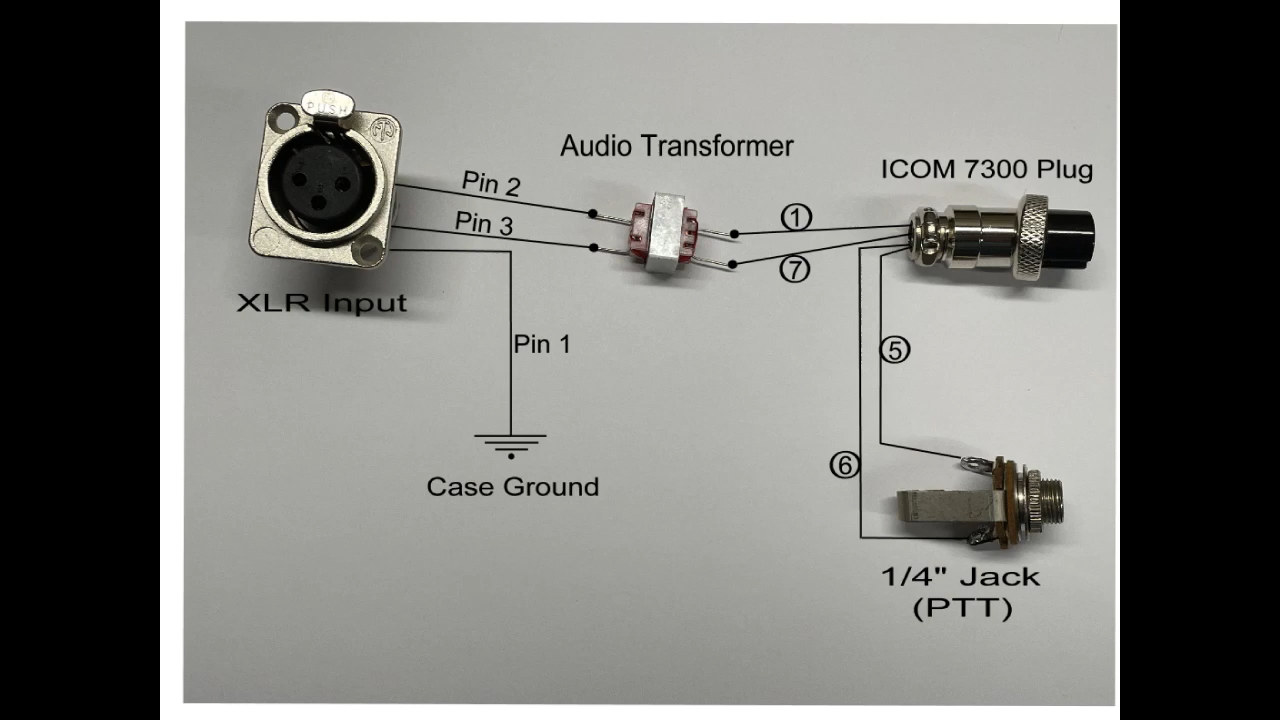 PUSH
Audio Transformer
ICOM 7300 Plug
Pin 2
Pin 3
1
7
XLR Input
Pin 1
5
6
Case Ground
1/4" Jack
(PTT)